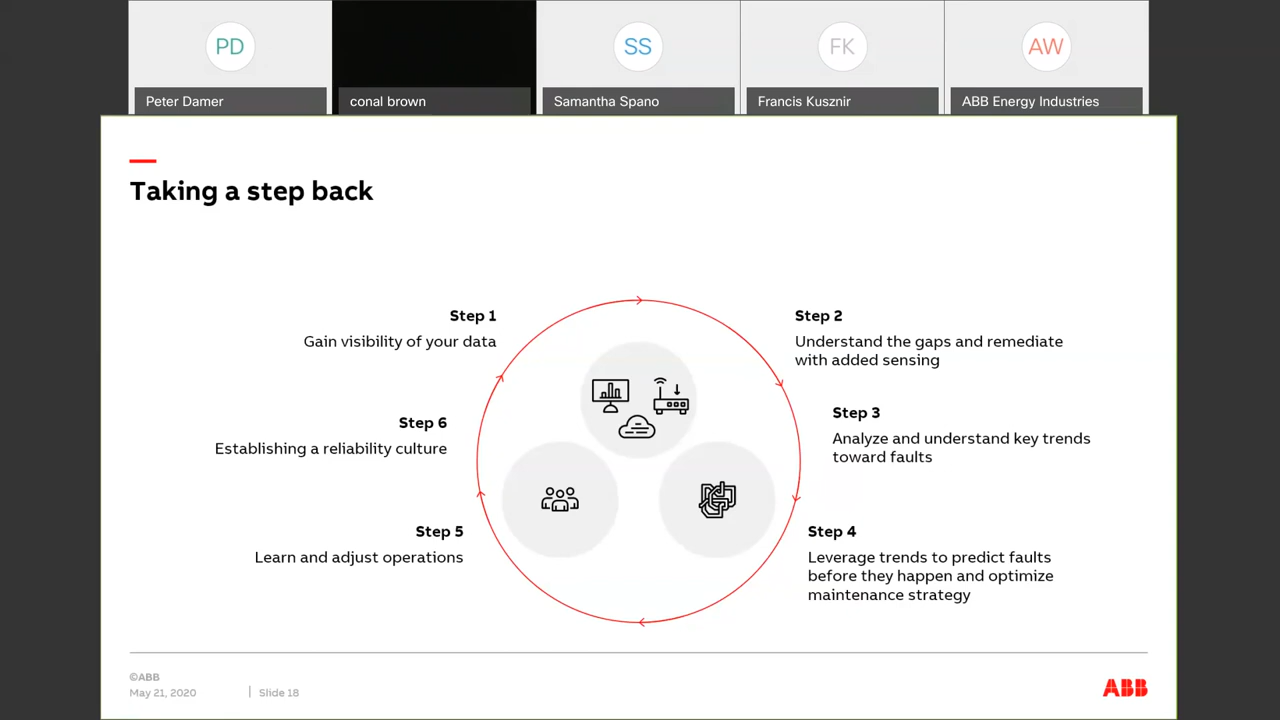 PD
SS
FK
AW
Peter Damer
conal brown
Samantha Spano
Francis Kusznir
ABB Energy Industries
Taking a step back
Step 1
Gain visibility of your data
Step 2
Understand the gaps and remediate
with added sensing
Step 3
Analyze and understand key trends
toward faults
Step 4
Leverage trends to predict faults
before they happen and optimize
maintenance strategy
Step 5
Learn and adjust operations
Step 6
Establishing a reliability culture
©ABB
May 21, 2020
Slide 18
ABB